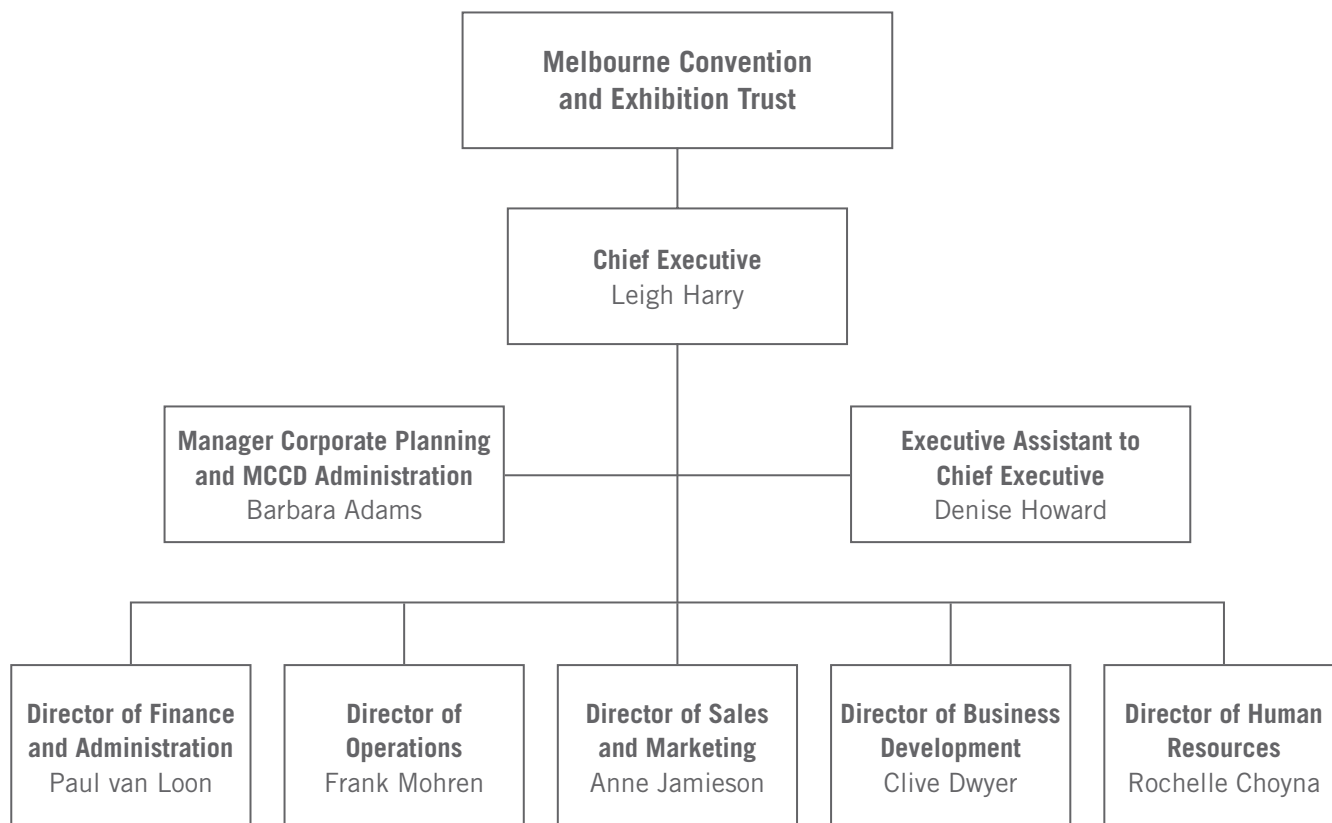 Melbourne Convention
and Exhibition Trust
Chief Executive
Leigh Harry
Manager Corporate Planning
and MCCD Administration
Barbara Adams
Executive Assistant to
Chief Executive
Denise Howard
Director of Finance
and Administration
Paul van Loon
Director of
Operations
Frank Mohren
Director of Sales
and Marketing
Anne Jamieson
Director of Business
Development
Clive Dwyer
Director of Human
Resources
Rochelle Choyna